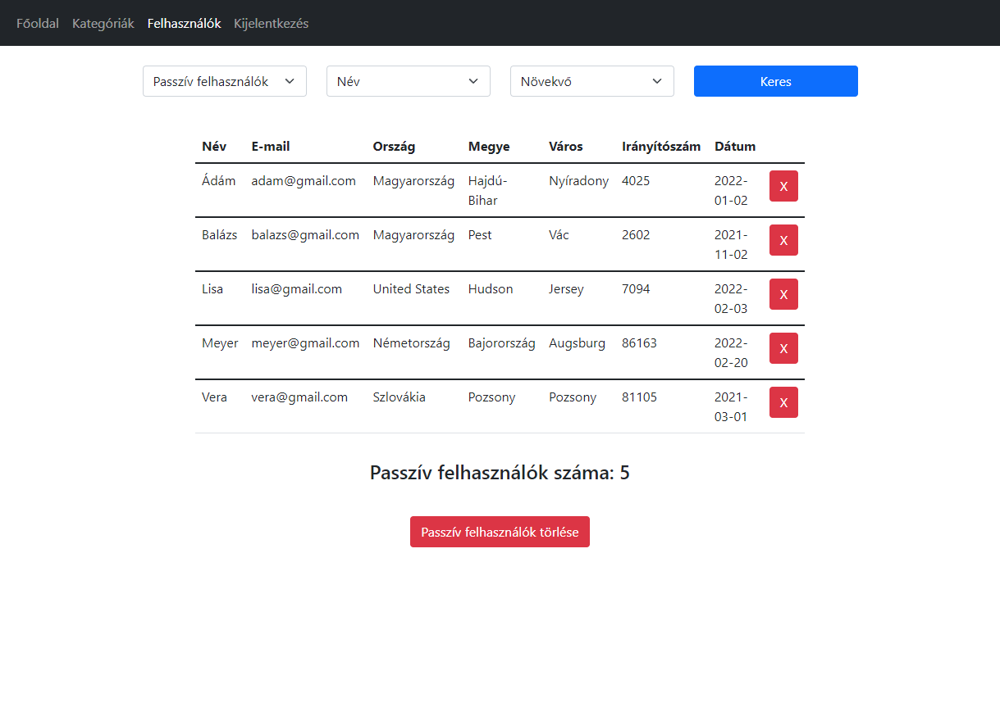 Főoldal Kategóriák Felhasználók Kijelentkezés
Passzív felhasználók Név Növekvő Keres
Név E-mail Ország Megye Város Irányítószám Dátum
Ádám adam@gmail.com Magyarország Hajdú- Nyíradony 4025 2022- X
Bihar 01-02
Balázs balazs@gmail.com Magyarország Pest Vác 2602 2021- X
11-02
Lisa lisa@gmail.com United States Hudson Jersey 7094 2022- X
02-03
Meyer meyer@gmail.com Németország Bajorország Augsburg 86163 2022- X
02-20
Vera vera@gmail.com Szlovákia Pozsony Pozsony 81105 2021- X
03-01
Passzív felhasználók száma: 5
Passzív felhasználók törlése